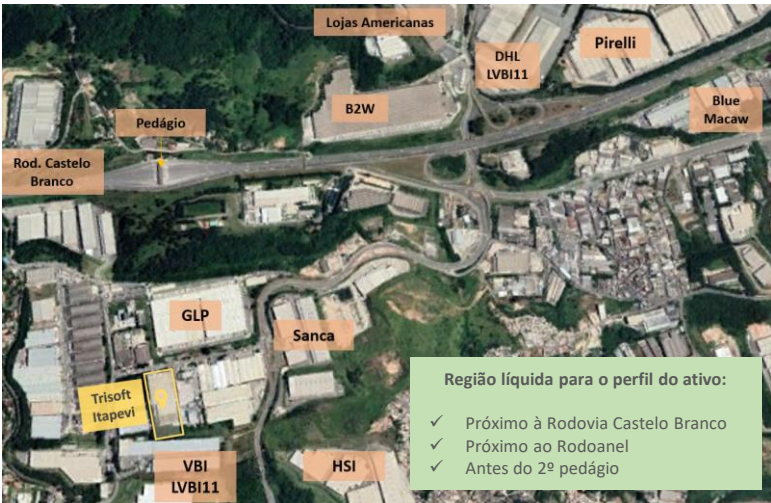 Lojas Americanas
DHL
LVBI11
Pirelli
B2W
Blue
Macaw
Pedágio
Rod. Castelo
Branco
GLP
Sanca
Trisoft
Itapevi
VBI
LVBI11
HSI
Região líquida para o perfil do ativo:
✓ Próximo à Rodovia Castelo Branco
✓ Próximo ao Rodoanel
✓ Antes do 2º pedágio